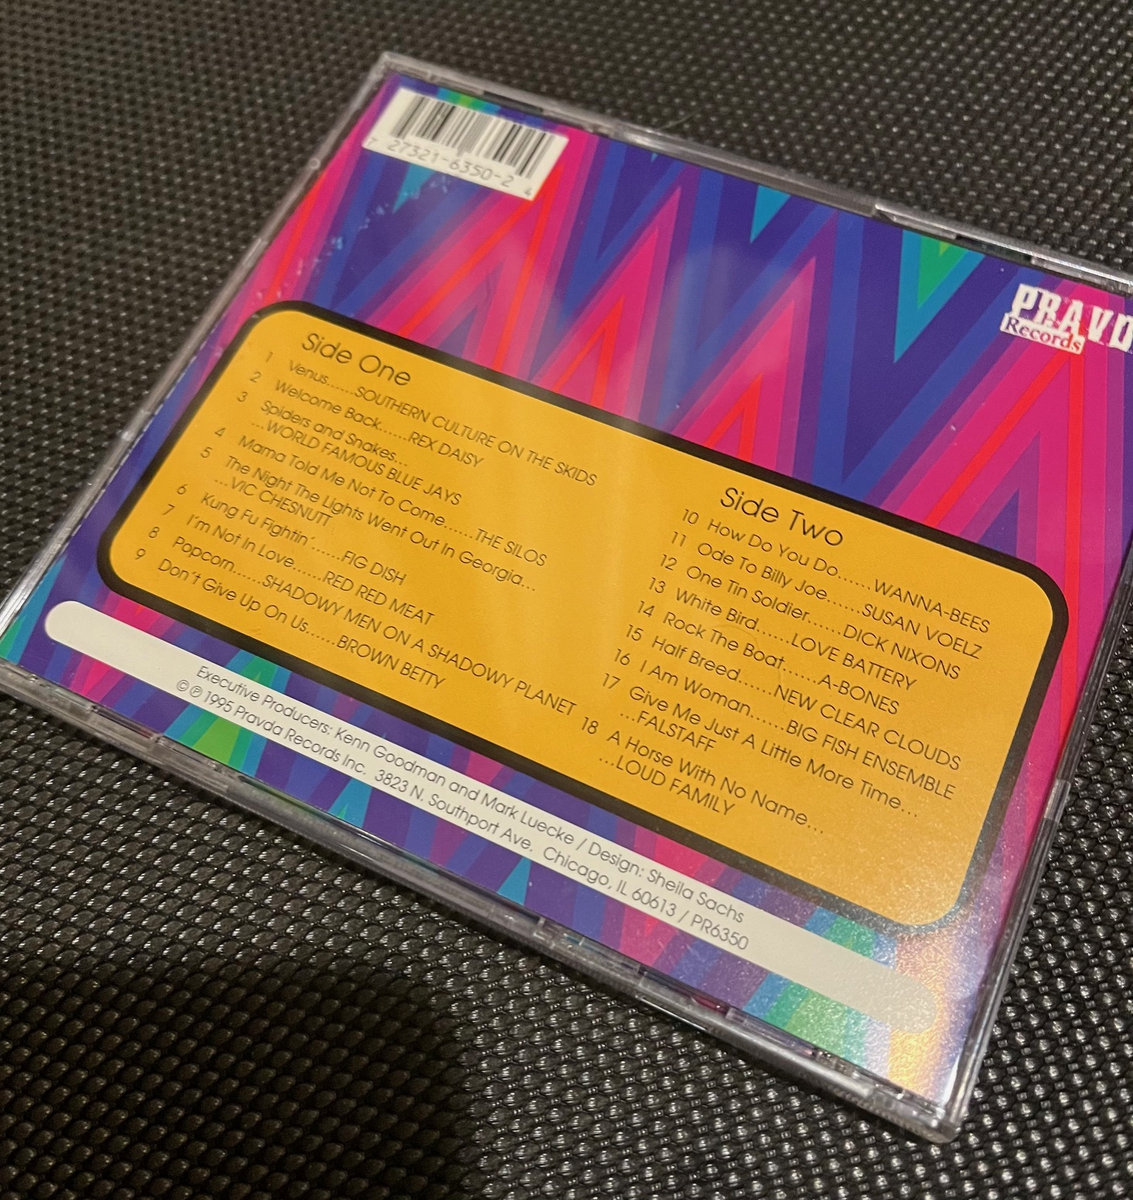 7 27321-6350-2 4
PRAVD
Records
Side One
1 Venus......SOUTHERN CULTURE ON THE SKIDS
2 Welcome Back......REX DAISY
3 Spiders and Snakes...
...WORLD FAMOUS BLUE JAYS
4 Mama Told Me Not To Come......THE SILOS
5 The Night The Lights Went Out In Georgia...
...VIC CHESNUTT
6 Kung Fu Fightin'......FIG DISH
7 I'm Not In Love......RED RED MEAT
8 Popcorn......SHADOWY MEN ON A SHADOWY PLANET
9 Don't Give Up On Us......BROWN BETTY
Side Two
10 How Do You Do......WANNA-BEES
11 Ode To Billy Joe......SUSAN VOELZ
12 One Tin Soldier......DICK NIXONS
13 White Bird......LOVE BATTERY
14 Rock The Boat......A-BONES
15 Half Breed......NEW CLEAR CLOUDS
16 I Am Woman......BIG FISH ENSEMBLE
17 Give Me Just A Little More Time...
...FALSTAFF
18 A Horse With No Name...
...LOUD FAMILY
Executive Producers: Kenn Goodman and Mark Luecke / Design: Sheila Sachs
© ℗ 1995 Pravda Records Inc. 3823 N. Southport Ave. Chicago, IL 60613 / PR6350